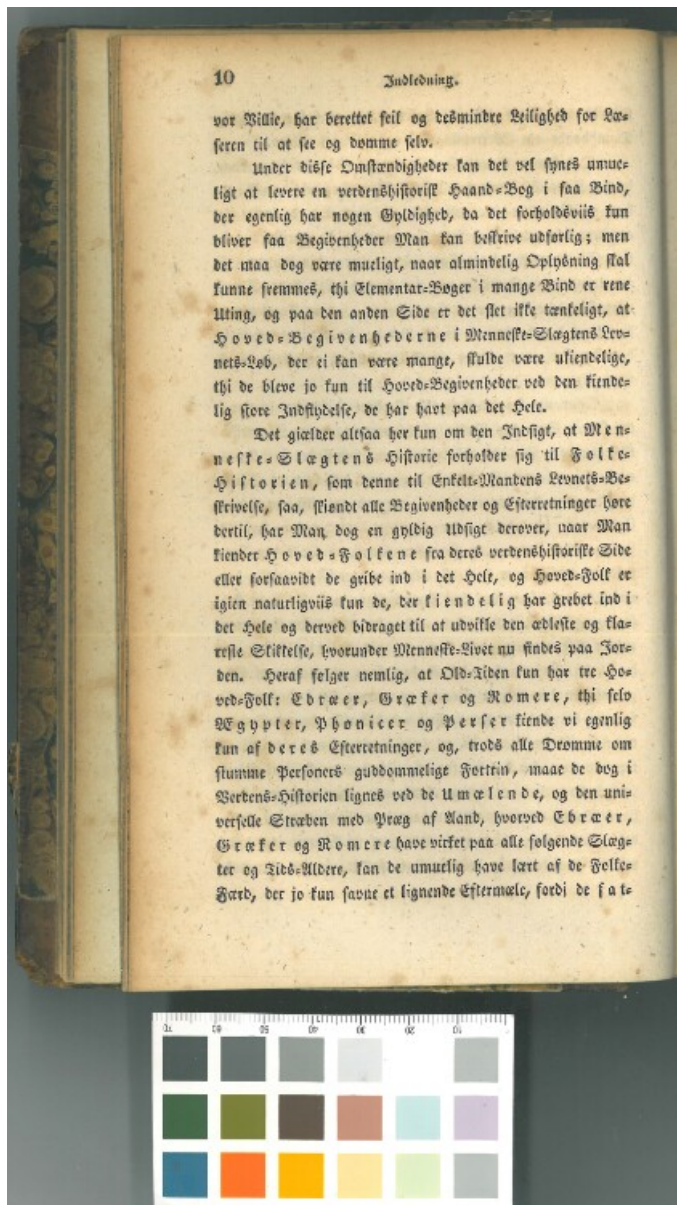 10
Indledning.
vor Villie, har berettet feil og desmindre Leilighed for Læ=
seren til at see og dømme selv.
Under disse Omstændigheder kan det vel synes umue=
ligt at levere en verdenshistorisk Haand=Bog i faa Bind,
der egenlig har nogen Gyldighed, da det forholdsviis kun
bliver faa Begivenheder Man kan beskrive udførlig; men
det maa dog være mueligt, naar almindelig Oplysning skal
kunne fremmes, thi Elementar=Bøger i mange Bind er rene
Uting, og paa den anden Side er det slet ikke tænkeligt, at
Hoved=Begivenhederne i Menneske=Slægtens Lev=
nets=Løb, der ei kan være mange, skulde være ukiendelige,
thi de bleve jo kun til Hoved=Begivenheder ved den kiende=
lig store Indflydelse, de har havt paa det Hele.
Det giælder altsaa her kun om den Indsigt, at Men=
neske=Slægtens Historie forholder sig til Folke=
Historien, som denne til Enkelt=Mandens Levnets=Be=
skrivelse, saa, skiøndt alle Begivenheder og Efterretninger høre
dertil, har Man dog en gyldig Udsigt derover, naar Man
kiender Hoved=Folkene fra deres verdenshistoriske Side
eller forsaavidt de gribe ind i det Hele, og Hoved=Folk er
igien naturligviis kun de, der kiendelig har grebet ind i
det Hele og derved bidraget til at udvikle den ædleste og kla=
reste Skikkelse, hvorunder Menneske=Livet nu findes paa Jor=
den. Heraf følger nemlig, at Old=Tiden kun har tre Ho=
ved=Folk: Ebræer, Græker og Romere, thi selv
Ægypter, Phønicer og Perser kiende vi egenlig
kun af deres Efterretninger, og, trods alle Drømme om
stumme Personers guddommelige Fortrin, maae de dog i
Verdens=Historien lignes ved de Umælende, og den uni=
verselle Stræben med Præg af Aand, hvorved Ebræer,
Græker og Romere have virket paa alle følgende Slæg=
ter og Tids=Aldere, kan de umuelig have lært af de Folke=
Færd, der jo kun savne et lignende Eftermæle, fordi de fat=
10
20
30
40
50
60
70